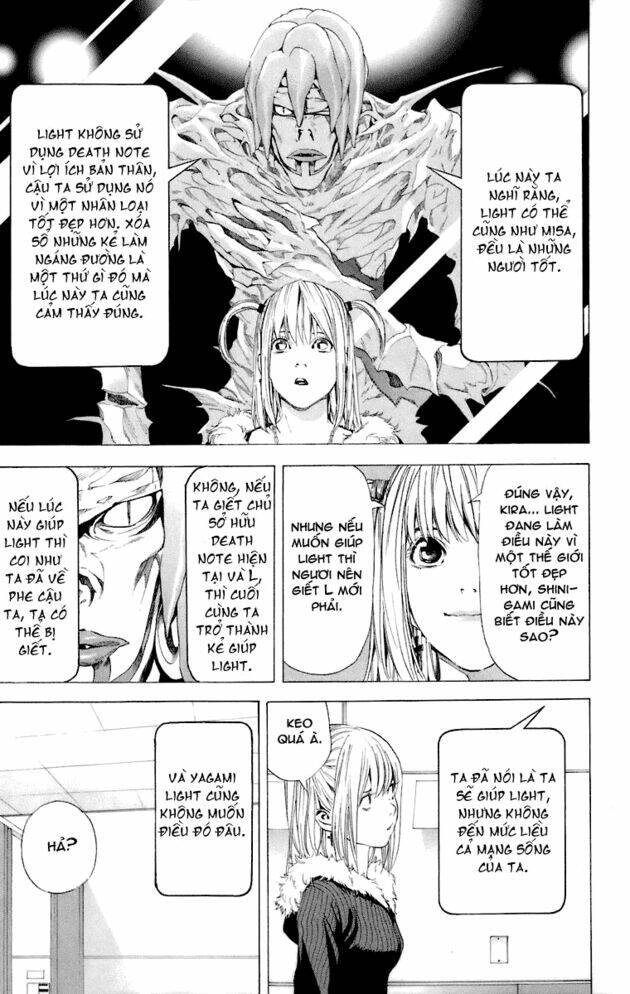 LÚC NÀY TA
NGHĨ RẰNG,
LIGHT CÓ THỂ
CŨNG NHƯ MISA,
ĐỀU LÀ NHỮNG
NGƯỜI TỐT.
LIGHT KHÔNG SỬ
DỤNG DEATH NOTE
VÌ LỢI ÍCH BẢN THÂN,
CẬU TA SỬ DỤNG NÓ
VÌ MỘT NHÂN LOẠI
TỐT ĐẸP HƠN. XÓA
SỔ NHỮNG KẺ LÀM
NGÁNG ĐƯỜNG LÀ
MỘT THỨ GÌ ĐÓ MÀ
LÚC NÀY TA CŨNG
CẢM THẤY ĐÚNG.
ĐÚNG VẬY,
KIRA... LIGHT
ĐANG LÀM
ĐIỀU NÀY VÌ
MỘT THẾ GIỚI
TỐT ĐẸP
HƠN, SHINI-
GAMI CŨNG
BIẾT ĐIỀU NÀY
SAO?
NHƯNG NẾU
MUỐN GIÚP
LIGHT THÌ
NGƯƠI NÊN
GIẾT L MỚI
PHẢI.
KHÔNG, NẾU
TA GIẾT CHỦ
SỞ HỮU
DEATH
NOTE HIỆN
TẠI VÀ L, THÌ
CUỐI
CÙNG TA
TRỞ THÀNH
KẺ GIÚP
LIGHT.
NẾU LÚC
NÀY GIÚP
LIGHT THÌ
COI NHƯ
TA ĐÃ VỀ
PHE CẬU
TA, TA CÓ
THỂ BỊ
GIẾT.
TA ĐÃ NÓI LÀ TA
SẼ GIÚP LIGHT,
NHƯNG KHÔNG
ĐẾN MỨC LIỀU
CẢ MẠNG SỐNG
CỦA TA.
KEO
QUÁ À.
VÀ YAGAMI
LIGHT CŨNG
KHÔNG MUỐN
ĐIỀU ĐÓ ĐÂU.
HẢ?